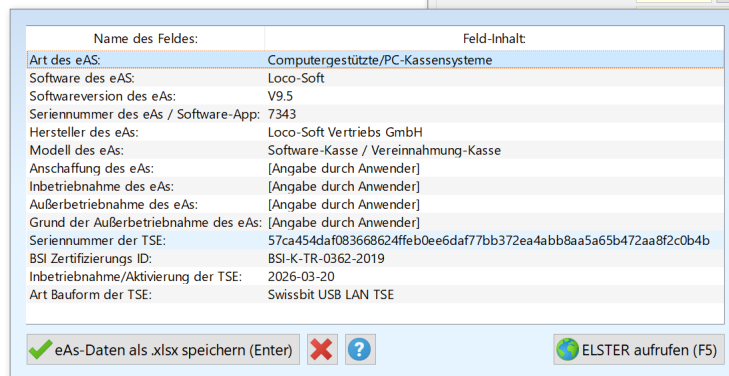 Name des Feldes: Feld-Inhalt:
Art des eAS: Computergestützte/PC-Kassensysteme
Software des eAS: Loco-Soft
Softwareversion des eAs: V9.5
Seriennummer des eAs / Software-App: 7343
Hersteller des eAs: Loco-Soft Vertriebs GmbH
Modell des eAs: Software-Kasse / Vereinnahmung-Kasse
Anschaffung des eAs: [Angabe durch Anwender]
Inbetriebnahme des eAs: [Angabe durch Anwender]
Außerbetriebnahme des eAs: [Angabe durch Anwender]
Grund der Außerbetriebnahme des eAs: [Angabe durch Anwender]
Seriennummer der TSE: 57ca454daf083668624ffeb0ee6daf77bb372ea4abb8aa5a65b472aa8f2c0b4b
BSI Zertifizierungs ID: BSI-K-TR-0362-2019
Inbetriebnahme/Aktivierung der TSE: 2026-03-20
Art Bauform der TSE: Swissbit USB LAN TSE
eAs-Daten als .xlsx speichern (Enter) ? ELSTER aufrufen (F5)